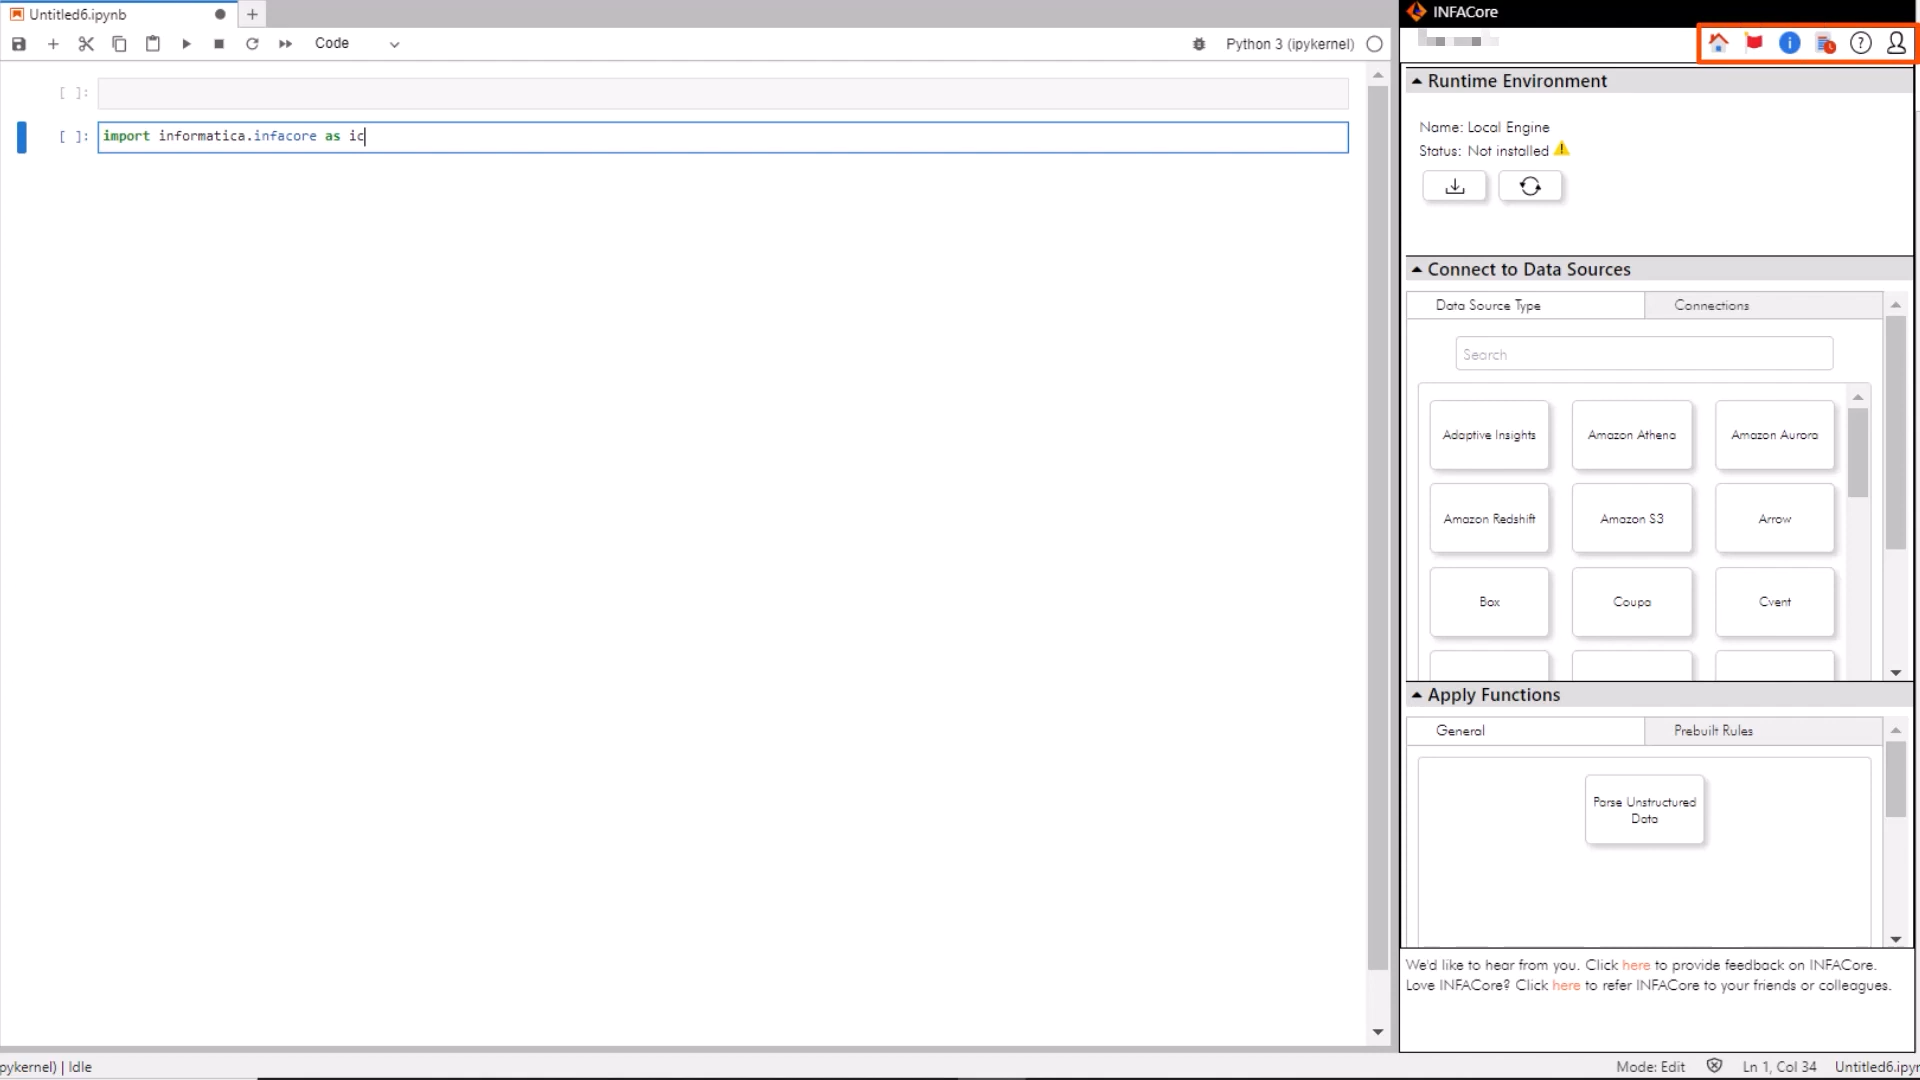 Untitled6.ipynb
Code
Python 3 (ipykernel)
[ ]:
[ ]: import informatica.infacore as ic
INFACore
Runtime Environment
Name: Local Engine
Status: Not installed
Connect to Data Sources
Data Source Type Connections
Search
Adaptive Insights Amazon Athena Amazon Aurora
Amazon Redshift Amazon S3 Arrow
Box Coupa Cvent
Apply Functions
General Prebuilt Rules
Parse Unstructured
Data
We'd like to hear from you. Click here to provide feedback on INFACore.
Love INFACore? Click here to refer INFACore to your friends or colleagues.
pykernel) | Idle
Mode: Edit Ln 1, Col 34 Untitled6.ipyn